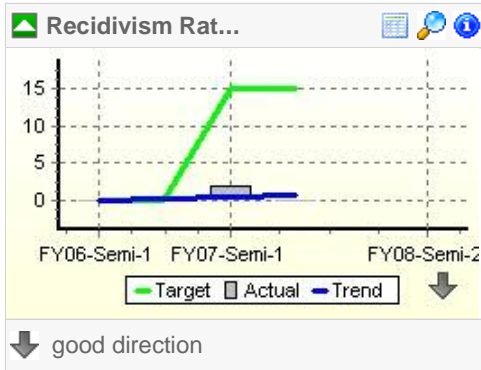 Recidivism Rat...
15
10
5
0
FY06-Semi-1 FY07-Semi-1 FY08-Semi-2
Target Actual Trend
good direction